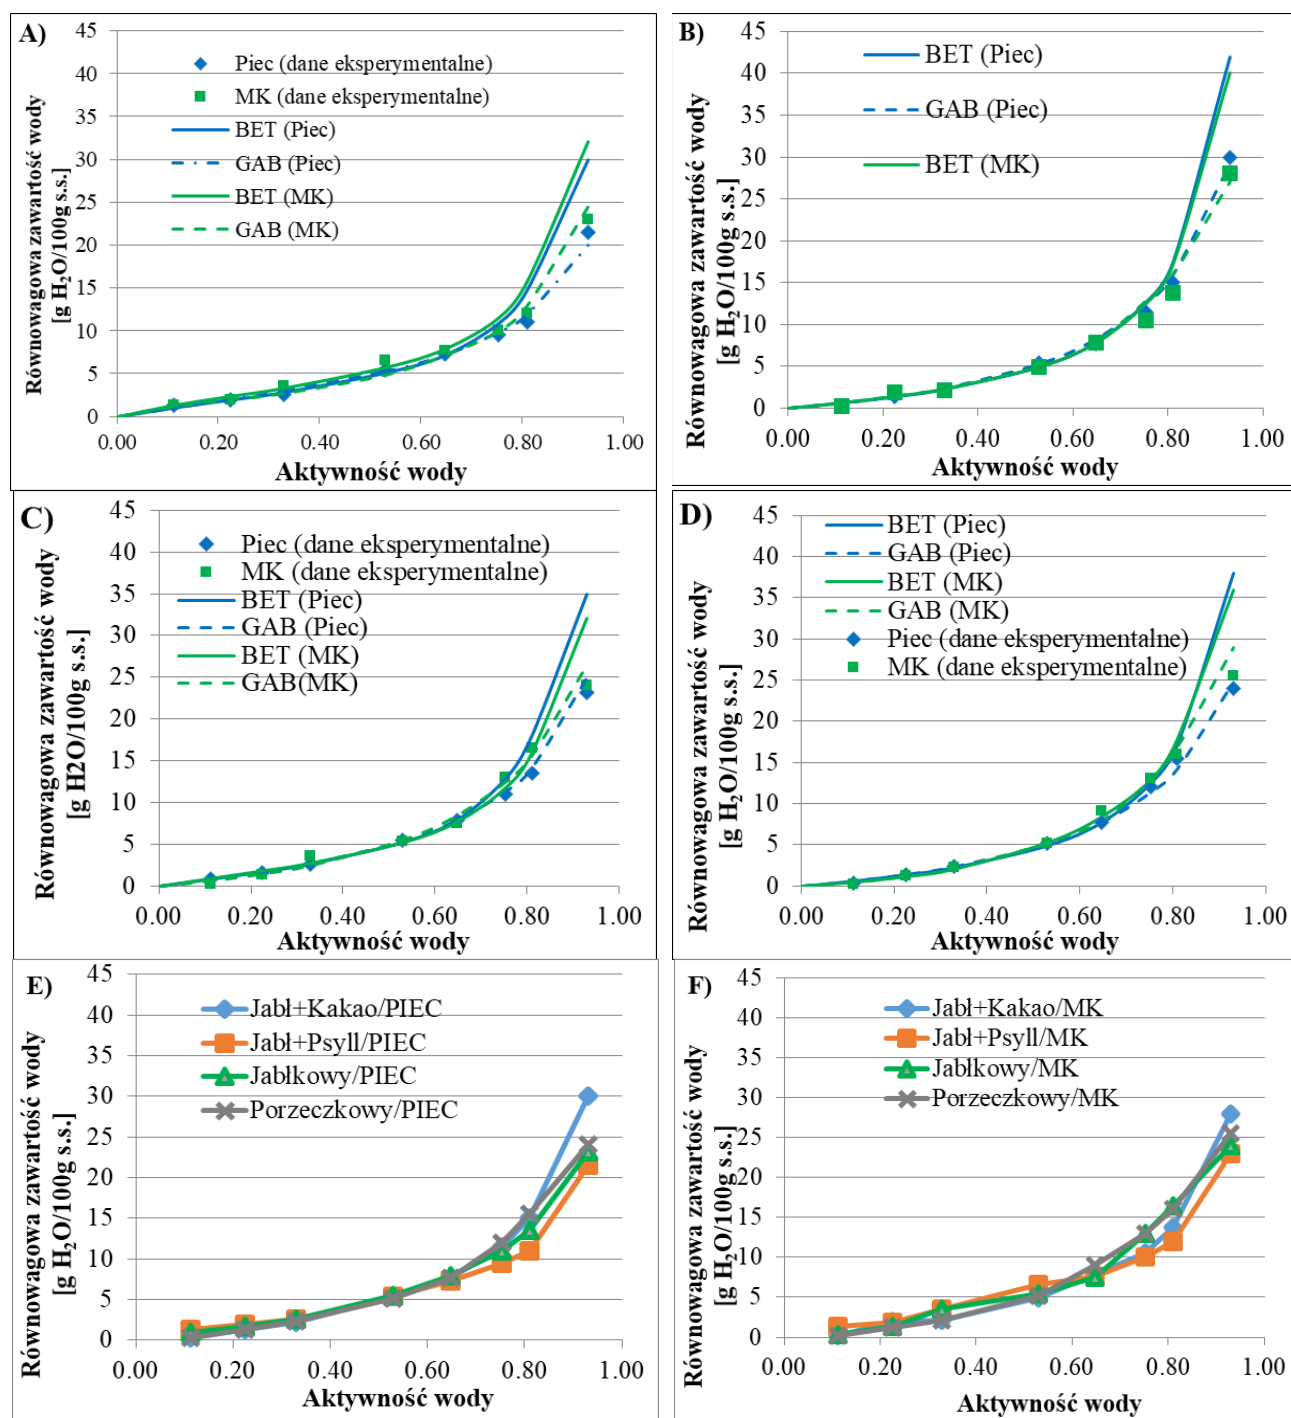 A)
Równowagowa zawartość wody
[g H₂O/100g s.s.]
45
40
35
30
25
20
15
10
5
0
Piec (dane eksperymentalne)
MK (dane eksperymentalne)
BET (Piec)
GAB (Piec)
BET (MK)
GAB (MK)
0.00 0.20 0.40 0.60 0.80 1.00
Aktywność wody
B)
Równowagowa zawartość wody
[g H₂O/100g s.s.]
45
40
35
30
25
20
15
10
5
0
BET (Piec)
GAB (Piec)
BET (MK)
0.00 0.20 0.40 0.60 0.80 1.00
Aktywność wody
C)
Równowagowa zawartość wody
[g H2O/100g s.s.]
45
40
35
30
25
20
15
10
5
0
Piec (dane eksperymentalne)
MK (dane eksperymentalne)
BET (Piec)
GAB (Piec)
BET (MK)
GAB(MK)
0.00 0.20 0.40 0.60 0.80 1.00
Aktywność wody
D)
Równowagowa zawartość wody
[g H₂O/100g s.s.]
45
40
35
30
25
20
15
10
5
0
BET (Piec)
GAB (Piec)
BET (MK)
GAB (MK)
Piec (dane eksperymentalne)
MK (dane eksperymentalne)
0.00 0.20 0.40 0.60 0.80 1.00
Aktywność wody
E)
Równowagowa zawartość wody
[g H₂O/100g s.s.]
45
40
35
30
25
20
15
10
5
0
Jabł+Kakao/PIEC
Jabł+Psyll/PIEC
Jabłkowy/PIEC
Porzeczkowy/PIEC
0.00 0.20 0.40 0.60 0.80 1.00
Aktywność wody
F)
Równowagowa zawartość wody
[g H₂O/100g s.s.]
45
40
35
30
25
20
15
10
5
0
Jabł+Kakao/MK
Jabł+Psyll/MK
Jabłkowy/MK
Porzeczkowy/MK
0.00 0.20 0.40 0.60 0.80 1.00
Aktywność wody